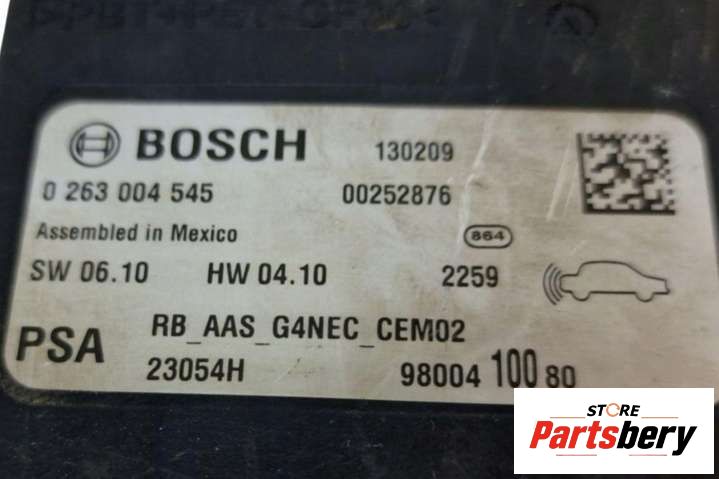 BOSCH 130209
0 263 004 545 00252876
Assembled in Mexico 864
SW 06.10 HW 04.10 2259
PSA RB_AAS_G4NEC_CEM02
23054H 98004 100 80
STORE
Partsbery